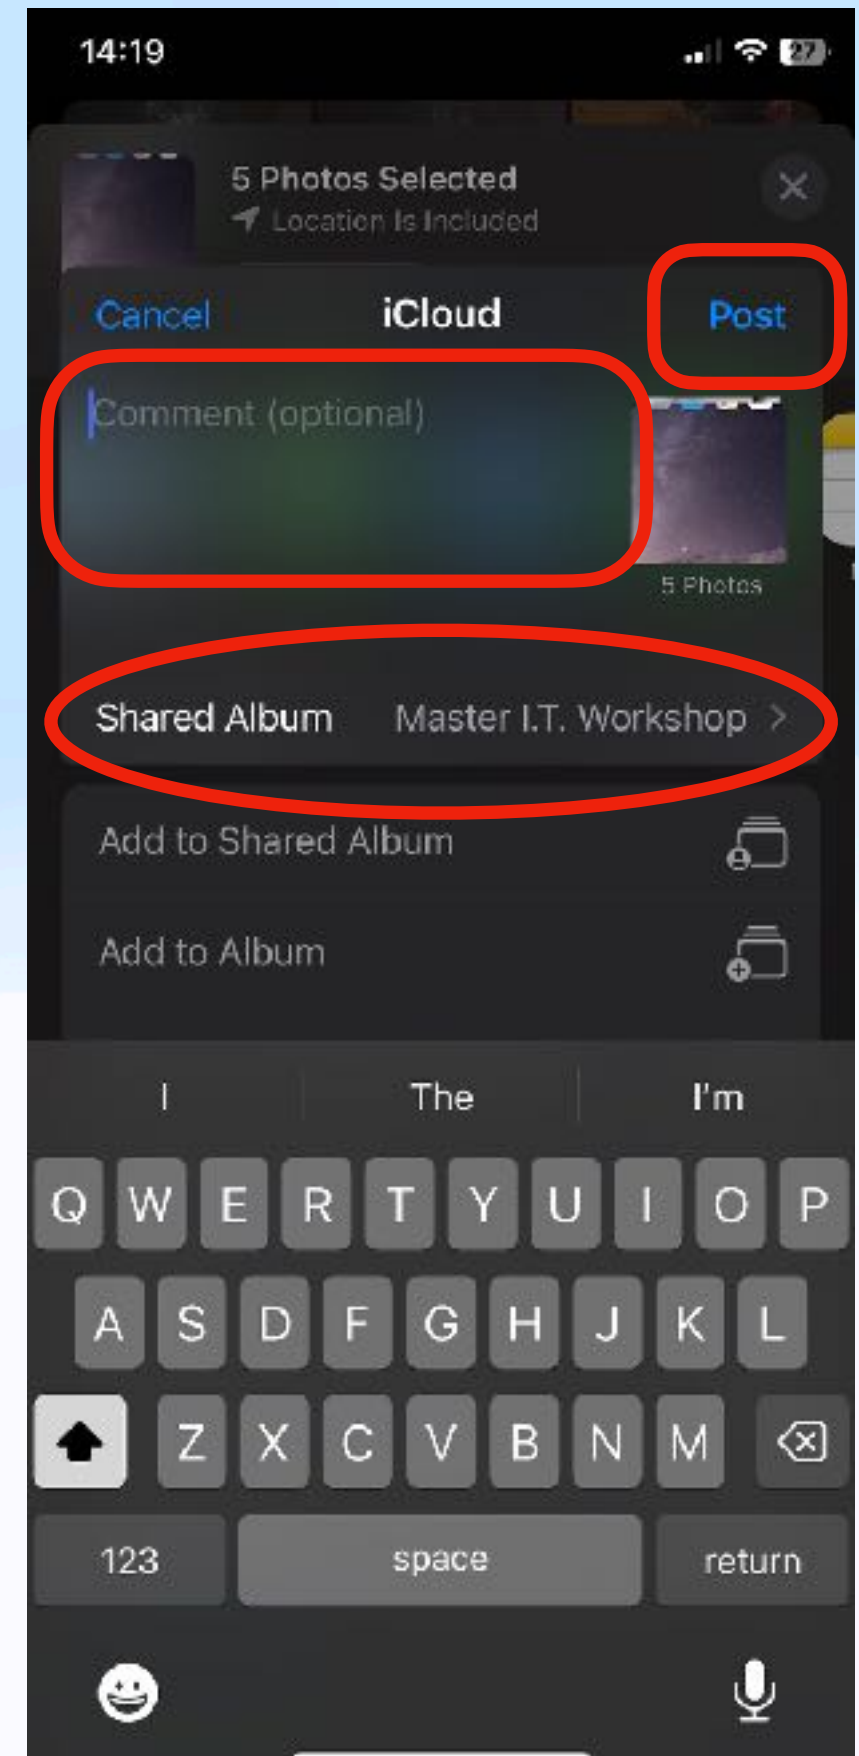 14:19
27
5 Photos Selected
Location Is Included
Cancel
iCloud
Post
Comment (optional)
5 Photos
Shared Album
Master I.T. Workshop >
Add to Shared Album
Add to Album
I
The
I'm
Q W E R T Y U I O P
A S D F G H J K L
Z X C V B N M
123
space
return